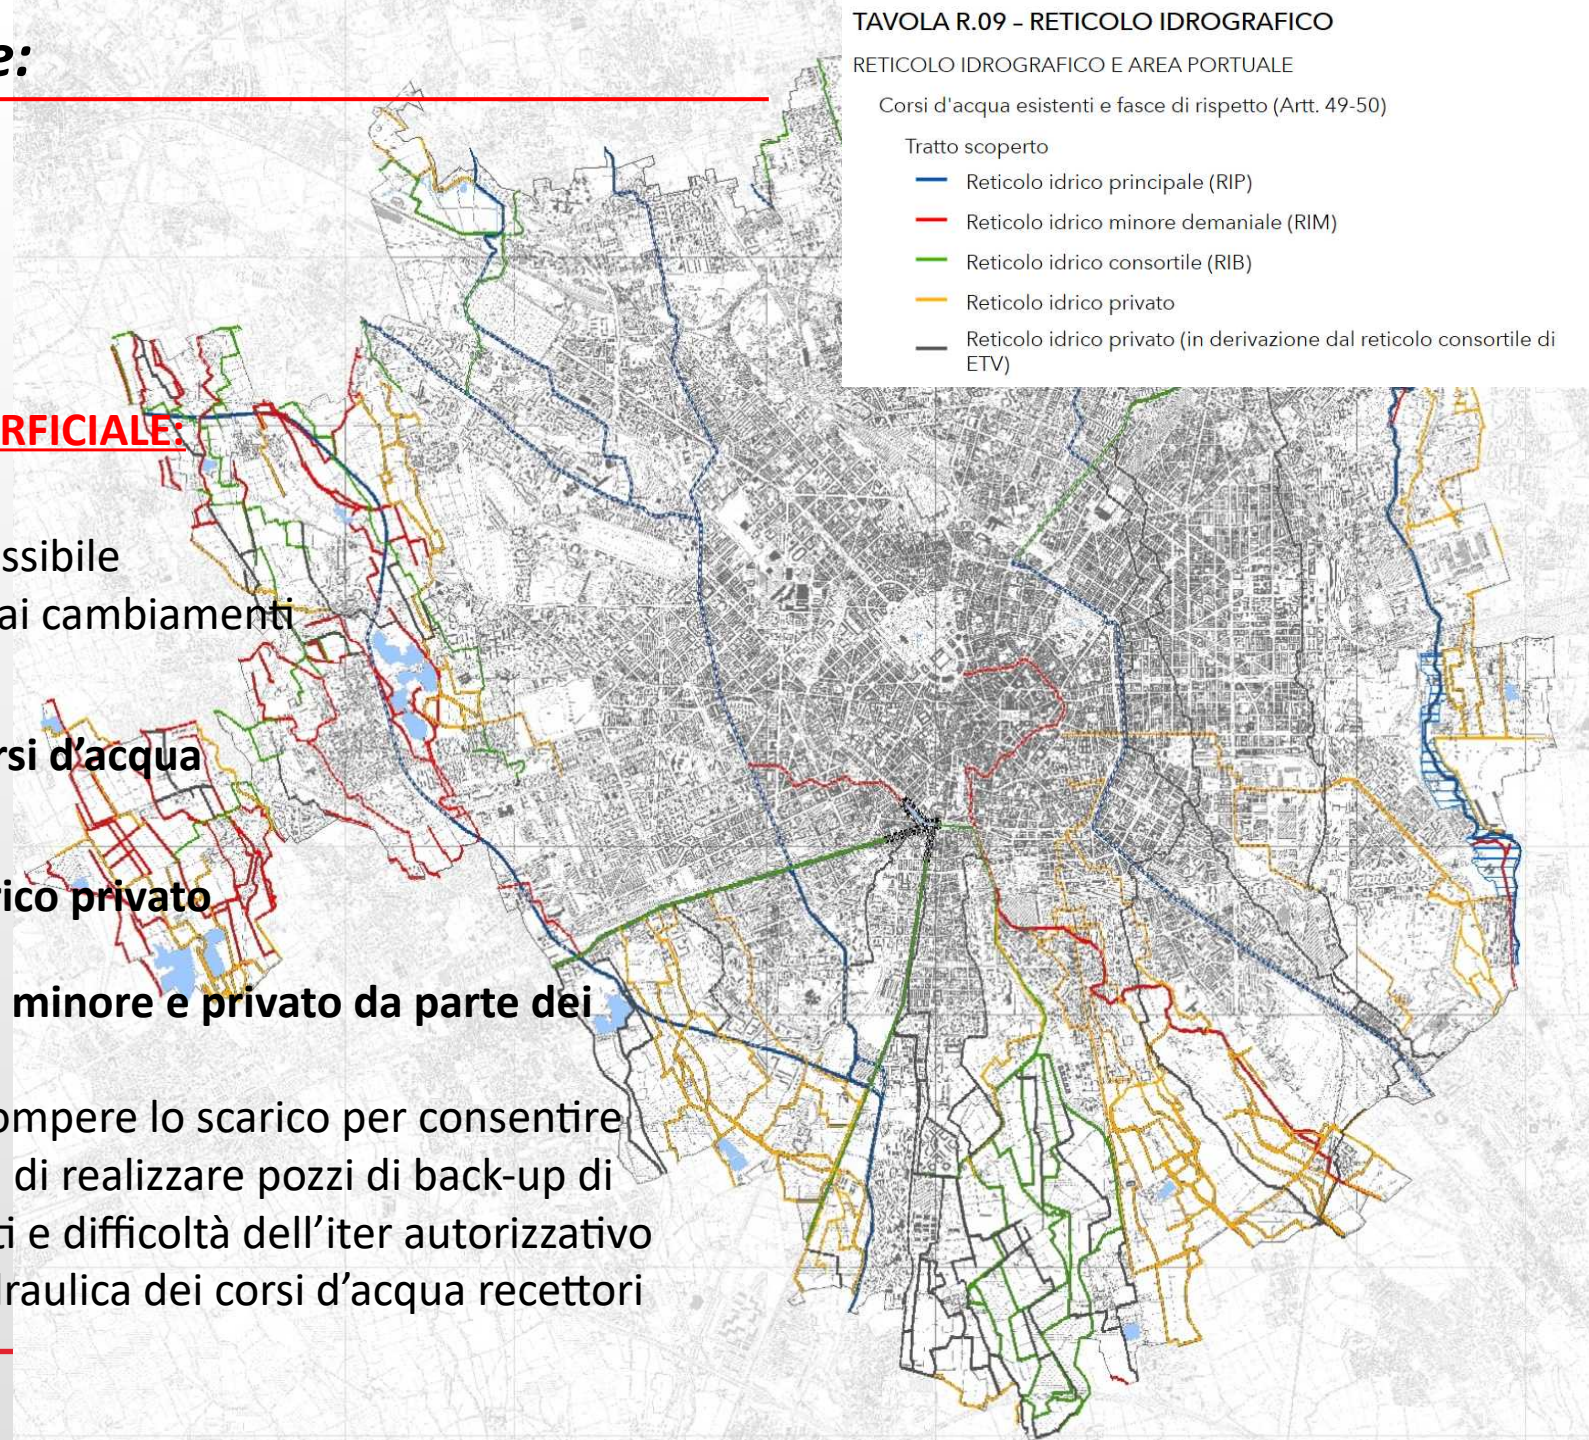 e:
TAVOLA R.09 – RETICOLO IDROGRAFICO
RETICOLO IDROGRAFICO E AREA PORTUALE
Corsi d'acqua esistenti e fasce di rispetto (Artt. 49-50)
Tratto scoperto
Reticolo idrico principale (RIP)
Reticolo idrico minore demaniale (RIM)
Reticolo idrico consortile (RIB)
Reticolo idrico privato
Reticolo idrico privato (in derivazione dal reticolo consortile di
ETV)
RFICIALE:
ssibile
ai cambiamenti
rsi d’acqua
rico privato
minore e privato da parte dei
ompere lo scarico per consentire
di realizzare pozzi di back-up di
ti e difficoltà dell’iter autorizzativo
draulica dei corsi d’acqua recettori